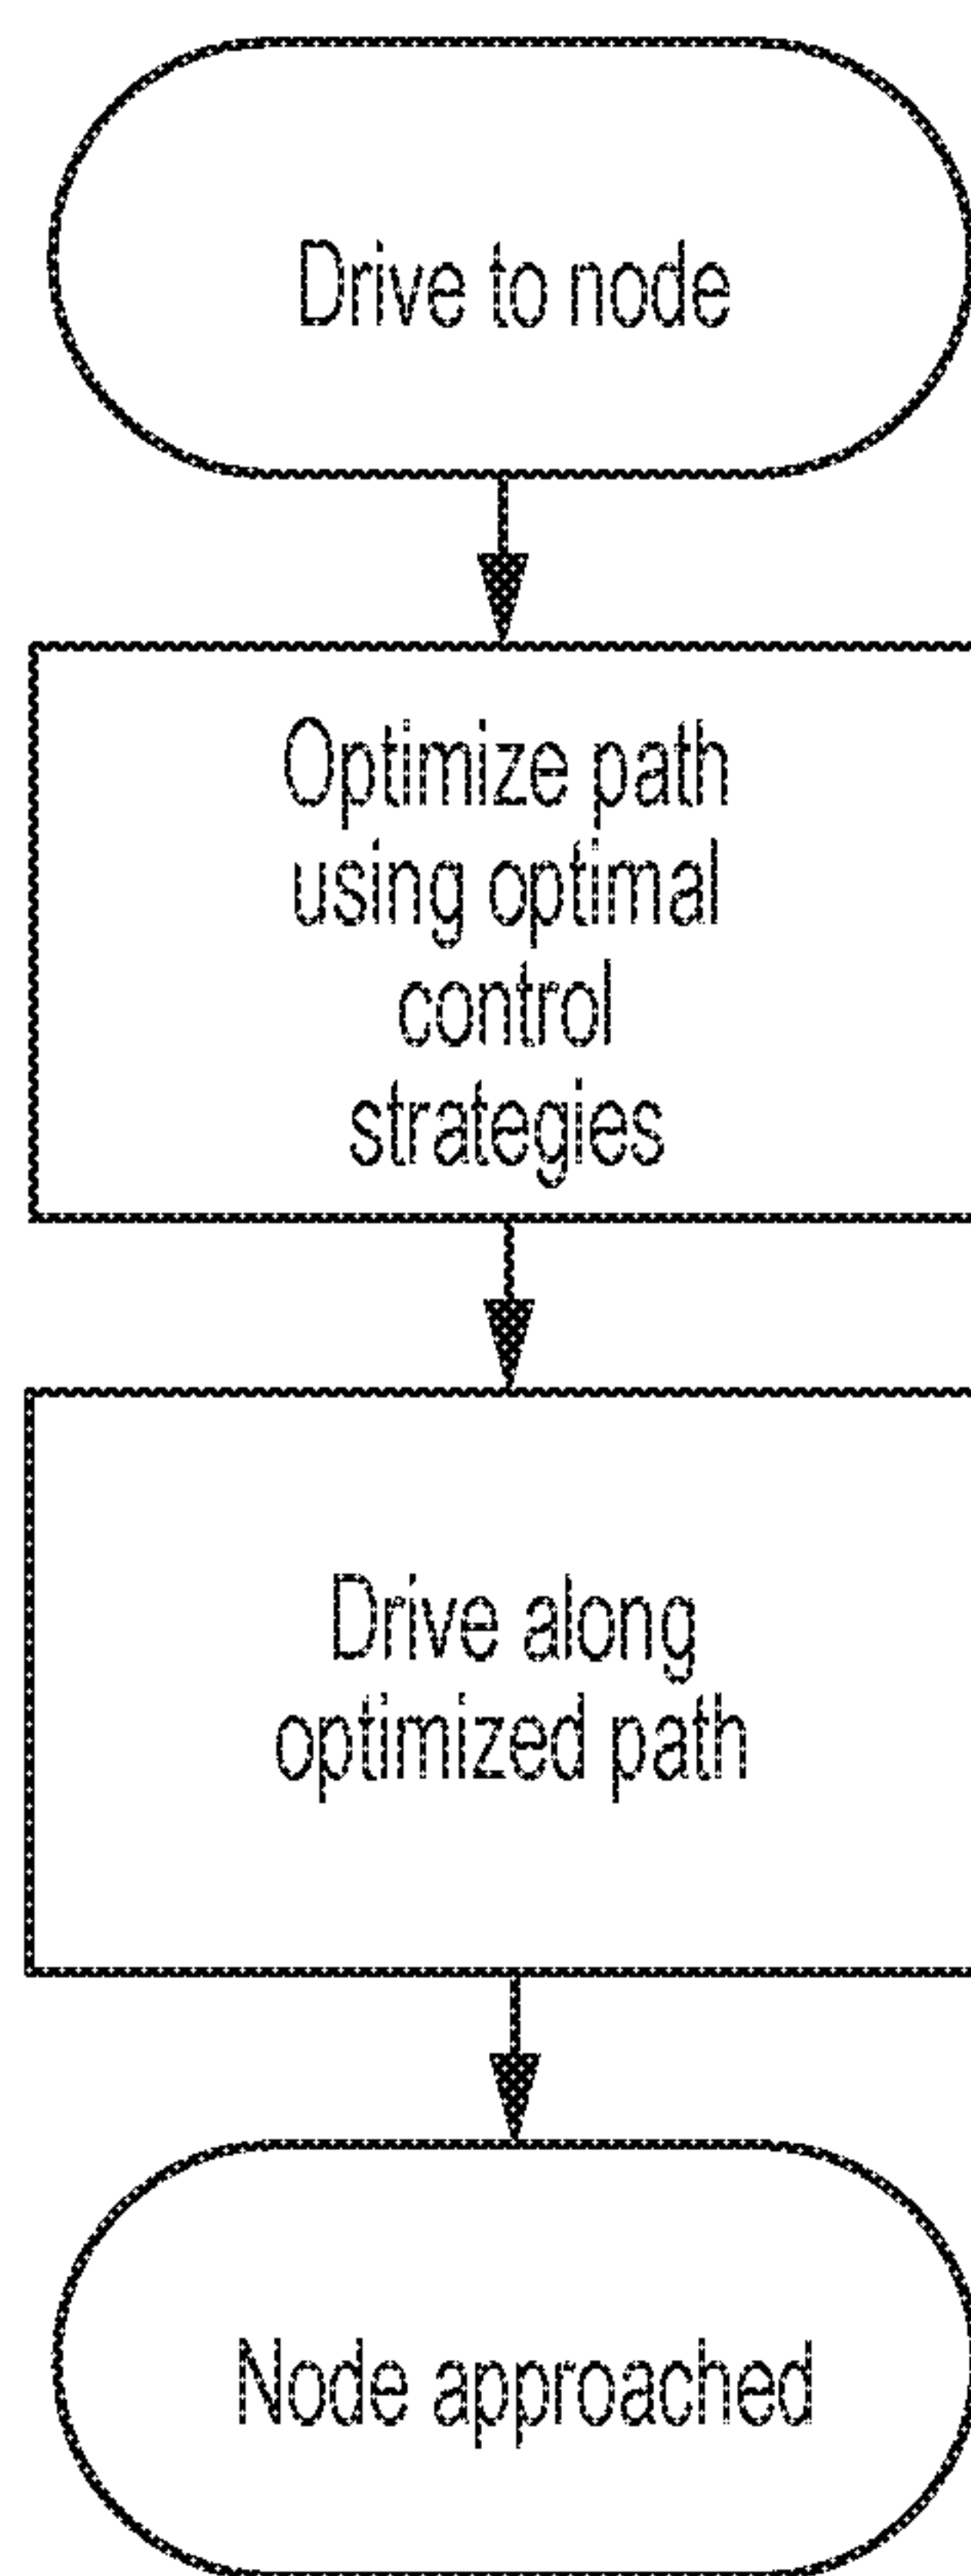 Drive to node
Optimize path
using optimal
control
strategies
Drive along
optimized path
Node approached